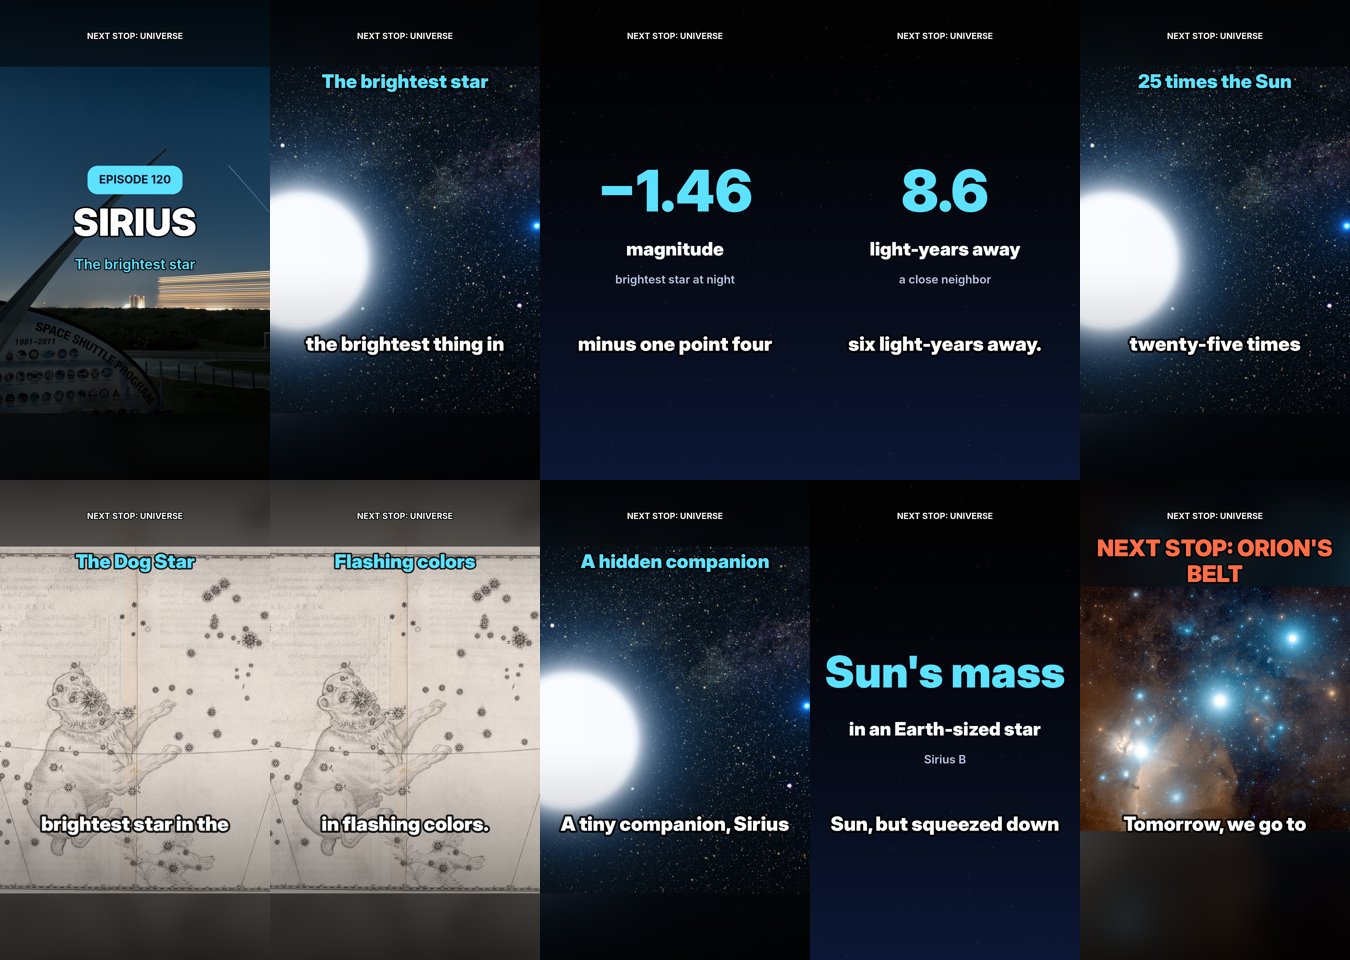 NEXT STOP: UNIVERSE
EPISODE 120
SIRIUS
The brightest star
SPACE SHUTTLE PROGRAM
1981-2011
NEXT STOP: UNIVERSE
The brightest star
the brightest thing in
NEXT STOP: UNIVERSE
−1.46
magnitude
brightest star at night
minus one point four
NEXT STOP: UNIVERSE
8.6
light-years away
a close neighbor
six light-years away.
NEXT STOP: UNIVERSE
25 times the Sun
twenty-five times
NEXT STOP: UNIVERSE
The Dog Star
brightest star in the
NEXT STOP: UNIVERSE
Flashing colors
in flashing colors.
NEXT STOP: UNIVERSE
A hidden companion
A tiny companion, Sirius
NEXT STOP: UNIVERSE
Sun's mass
in an Earth-sized star
Sirius B
Sun, but squeezed down
NEXT STOP: UNIVERSE
NEXT STOP: ORION'S
BELT
Tomorrow, we go to